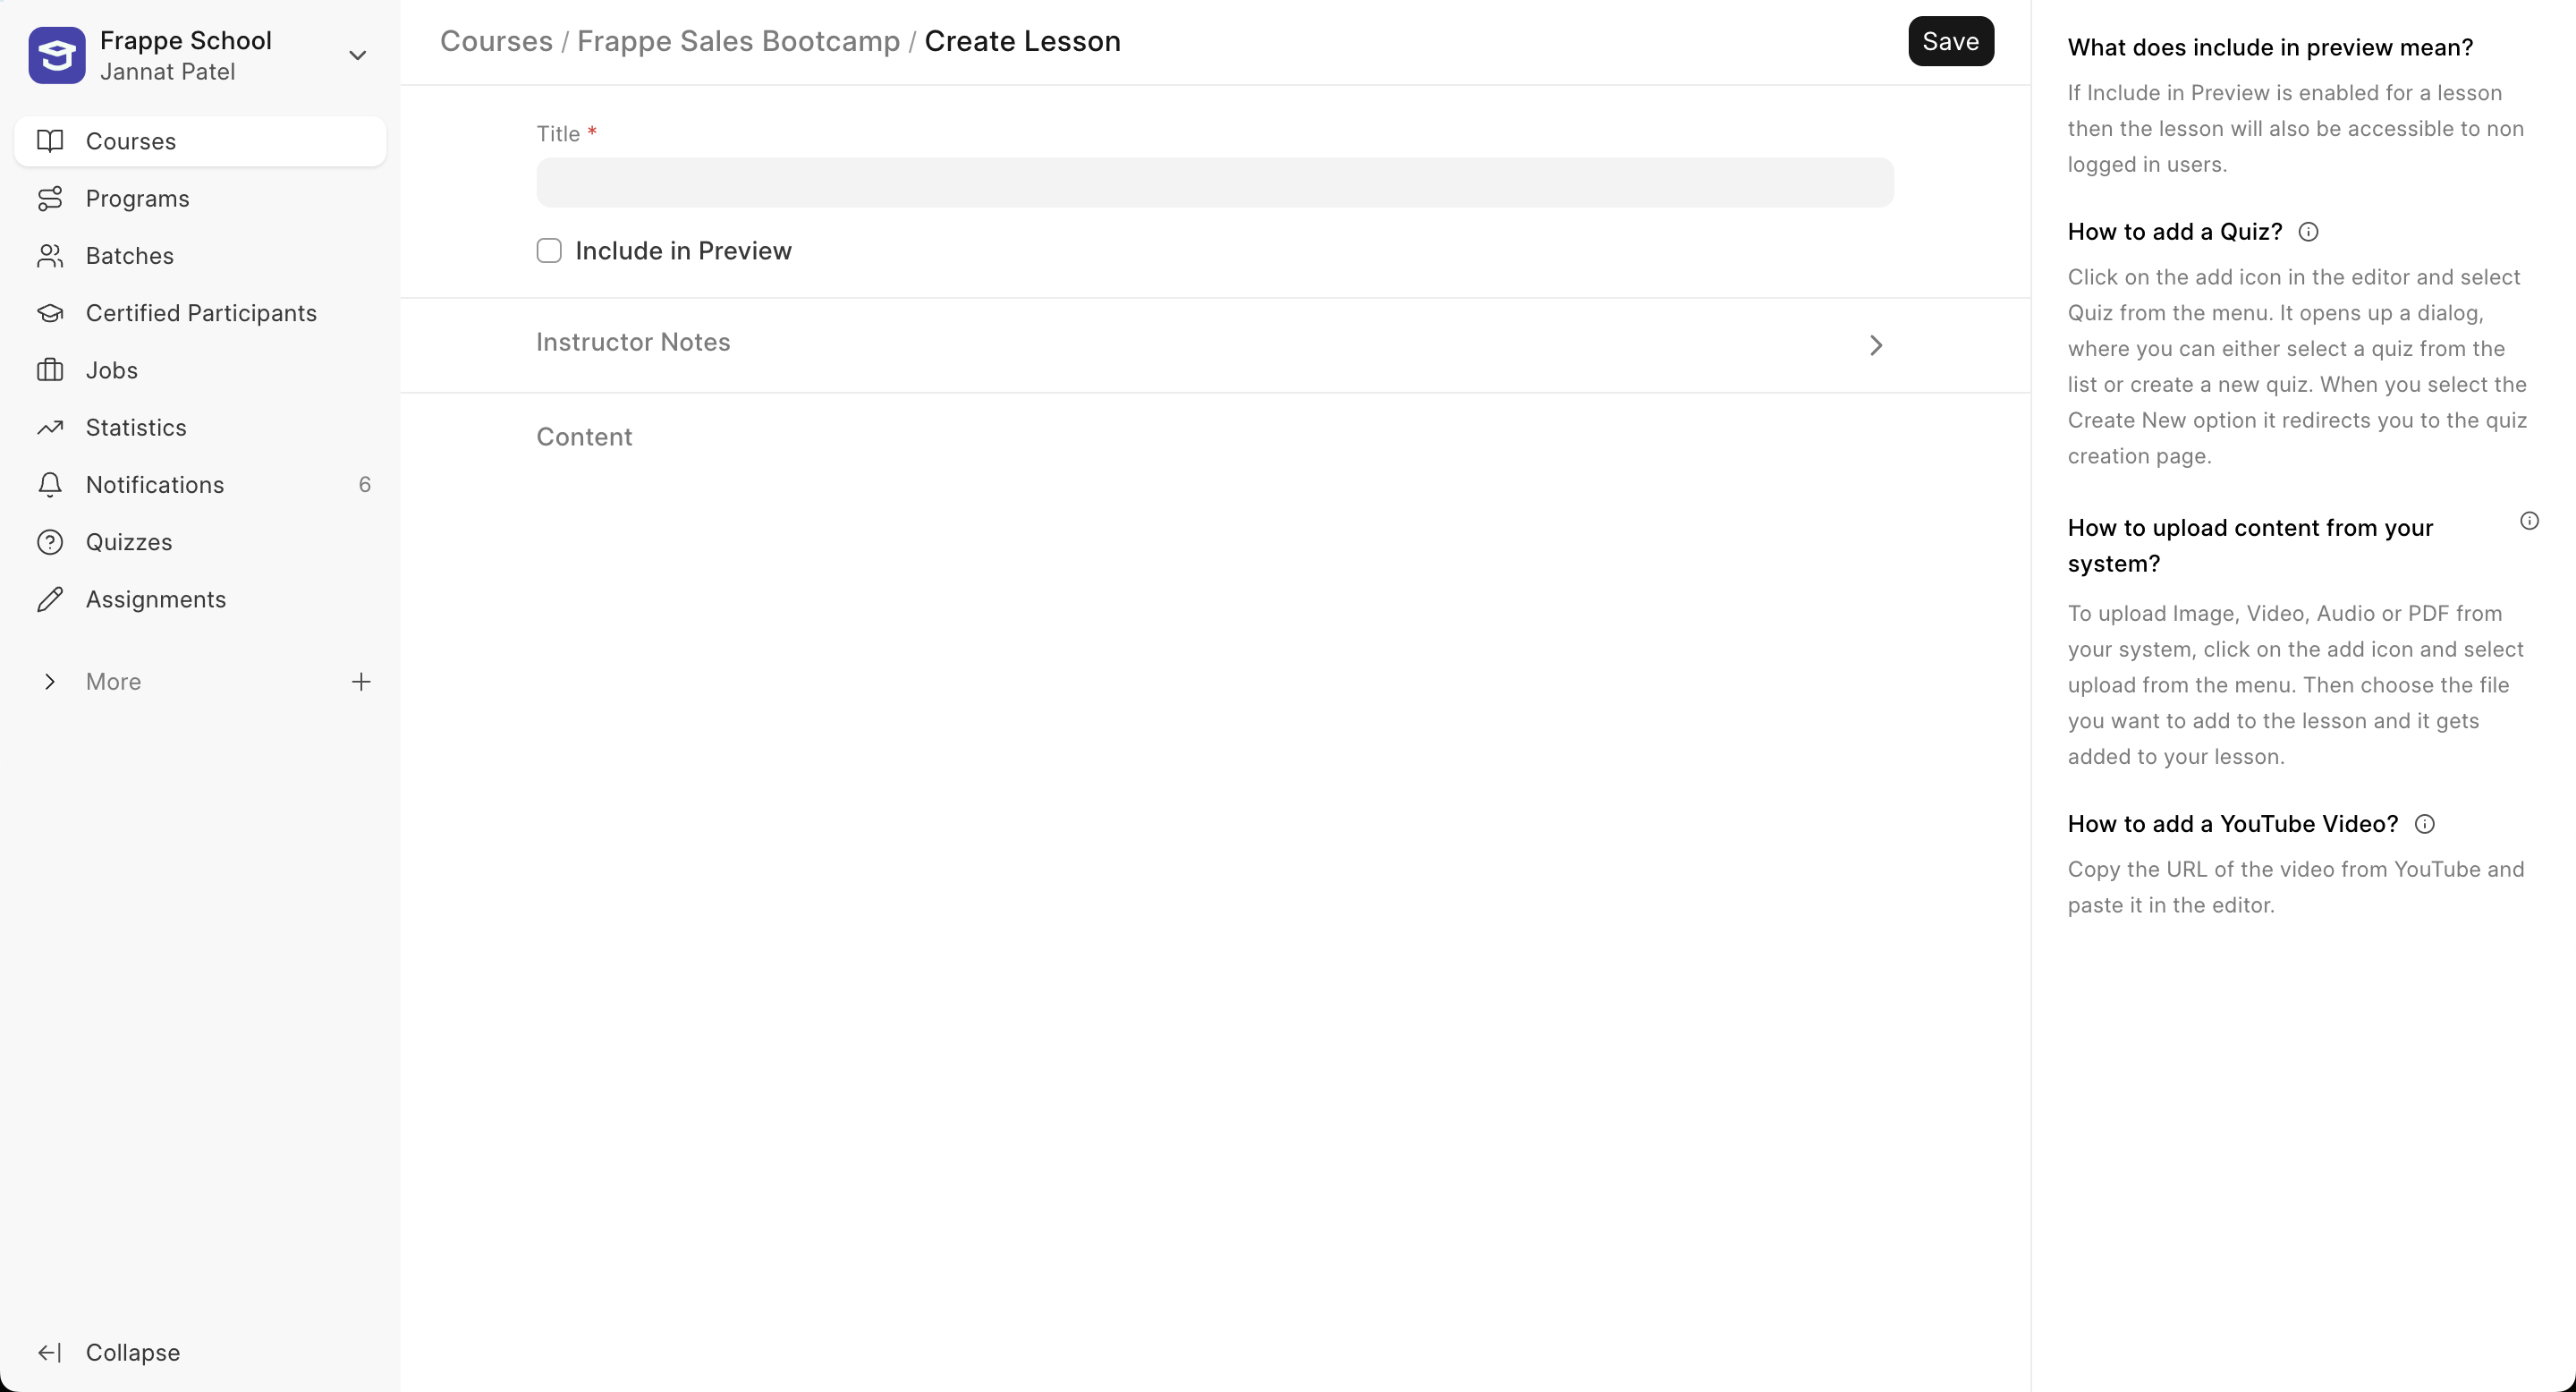 Frappe School
Jannat Patel
Courses
Programs
Batches
Certified Participants
Jobs
Statistics
Notifications 6
Quizzes
Assignments
More
Collapse
Courses / Frappe Sales Bootcamp / Create Lesson
Save
Title *
Include in Preview
Instructor Notes
Content
What does include in preview mean?
If Include in Preview is enabled for a lesson
then the lesson will also be accessible to non
logged in users.
How to add a Quiz?
Click on the add icon in the editor and select
Quiz from the menu. It opens up a dialog,
where you can either select a quiz from the
list or create a new quiz. When you select the
Create New option it redirects you to the quiz
creation page.
How to upload content from your
system?
To upload Image, Video, Audio or PDF from
your system, click on the add icon and select
upload from the menu. Then choose the file
you want to add to the lesson and it gets
added to your lesson.
How to add a YouTube Video?
Copy the URL of the video from YouTube and
paste it in the editor.